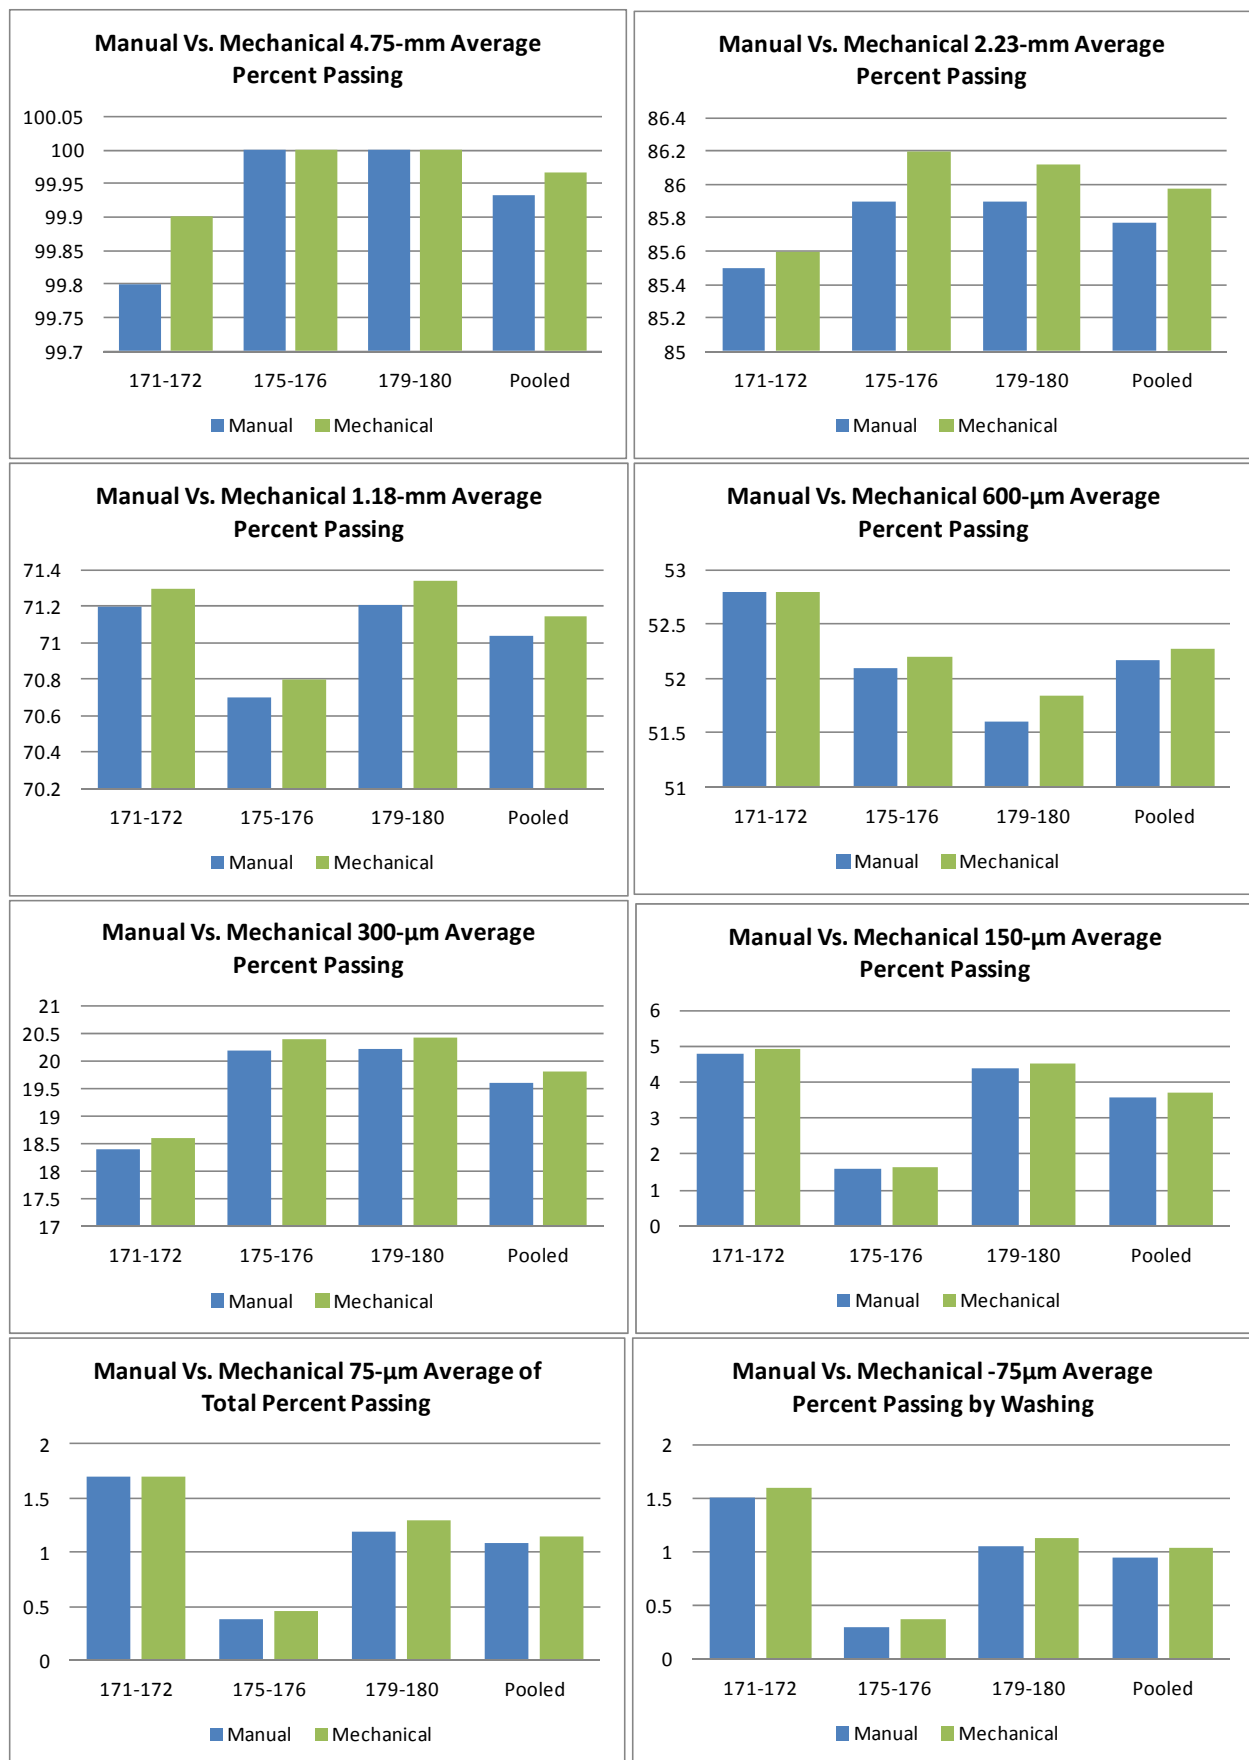 Manual Vs. Mechanical 4.75-mm Average
Percent Passing
100.05
100
99.95
99.9
99.85
99.8
99.75
99.7
171-172 175-176 179-180 Pooled
Manual Mechanical
Manual Vs. Mechanical 2.23-mm Average
Percent Passing
86.4
86.2
86
85.8
85.6
85.4
85.2
85
171-172 175-176 179-180 Pooled
Manual Mechanical
Manual Vs. Mechanical 1.18-mm Average
Percent Passing
71.4
71.2
71
70.8
70.6
70.4
70.2
171-172 175-176 179-180 Pooled
Manual Mechanical
Manual Vs. Mechanical 600-µm Average
Percent Passing
53
52.5
52
51.5
51
171-172 175-176 179-180 Pooled
Manual Mechanical
Manual Vs. Mechanical 300-µm Average
Percent Passing
21
20.5
20
19.5
19
18.5
18
17.5
17
171-172 175-176 179-180 Pooled
Manual Mechanical
Manual Vs. Mechanical 150-µm Average
Percent Passing
6
5
4
3
2
1
0
171-172 175-176 179-180 Pooled
Manual Mechanical
Manual Vs. Mechanical 75-µm Average of
Total Percent Passing
2
1.5
1
0.5
0
171-172 175-176 179-180 Pooled
Manual Mechanical
Manual Vs. Mechanical -75µm Average
Percent Passing by Washing
2
1.5
1
0.5
0
171-172 175-176 179-180 Pooled
Manual Mechanical